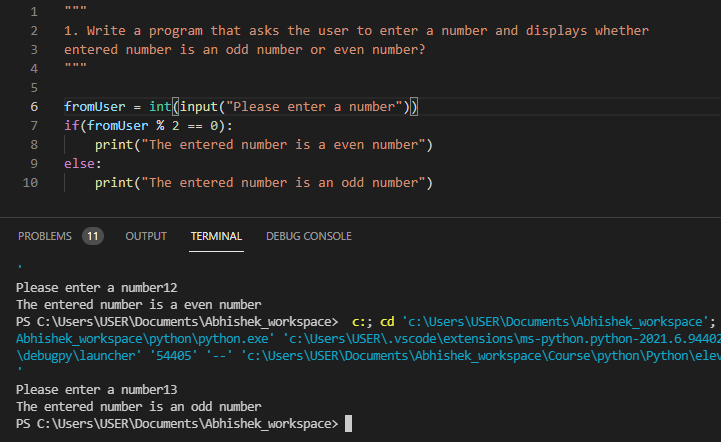 1 """
2 1. Write a program that asks the user to enter a number and displays whether
3 entered number is an odd number or even number?
4 """
5
6 fromUser = int(input("Please enter a number"))
7 if(fromUser % 2 == 0):
8     print("The entered number is a even number")
9 else:
10     print("The entered number is an odd number")
PROBLEMS 11 OUTPUT TERMINAL DEBUG CONSOLE
'
Please enter a number12
The entered number is a even number
PS C:\Users\USER\Documents\Abhishek_workspace>  c:; cd 'c:\Users\USER\Documents\Abhishek_workspace';
Abhishek_workspace\python\python.exe' 'c:\Users\USER\.vscode\extensions\ms-python.python-2021.6.94402
\debugpy\launcher' '54405' '--' 'c:\Users\USER\Documents\Abhishek_workspace\Course\python\Python\elev
'
Please enter a number13
The entered number is an odd number
PS C:\Users\USER\Documents\Abhishek_workspace>